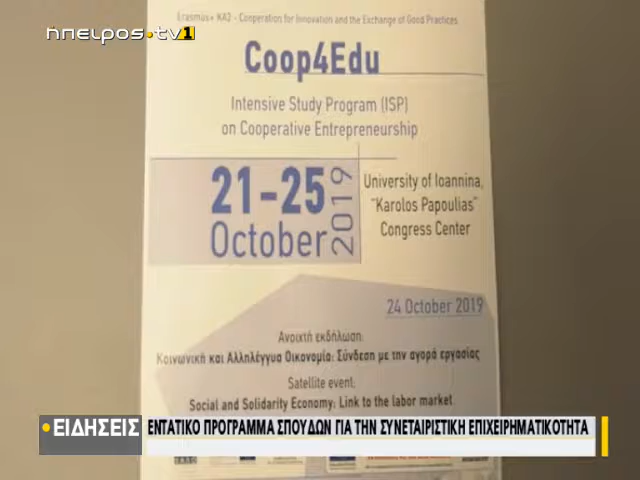 Erasmus+ KA2 - Cooperation for Innovation and the Exchange of Good Practices
ηπειρος.tv1
Coop4Edu
Intensive Study Program (ISP)
on Cooperative Entrepreneurship
21-25
October
2019
University of Ioannina,
"Karolos Papoulias"
Congress Center
24 October 2019
Ανοιχτή εκδήλωση:
Κοινωνική και Αλληλέγγυα Οικονομία: Σύνδεση με την αγορά εργασίας
Satellite event:
Social and Solidarity Economy: Link to the labor market
ΕΙΔΗΣΕΙΣ
ΕΝΤΑΤΙΚΟ ΠΡΟΓΡΑΜΜΑ ΣΠΟΥΔΩΝ ΓΙΑ ΤΗΝ ΣΥΝΕΤΑΙΡΙΣΤΙΚΗ ΕΠΙΧΕΙΡΗΜΑΤΙΚΟΤΗΤΑ